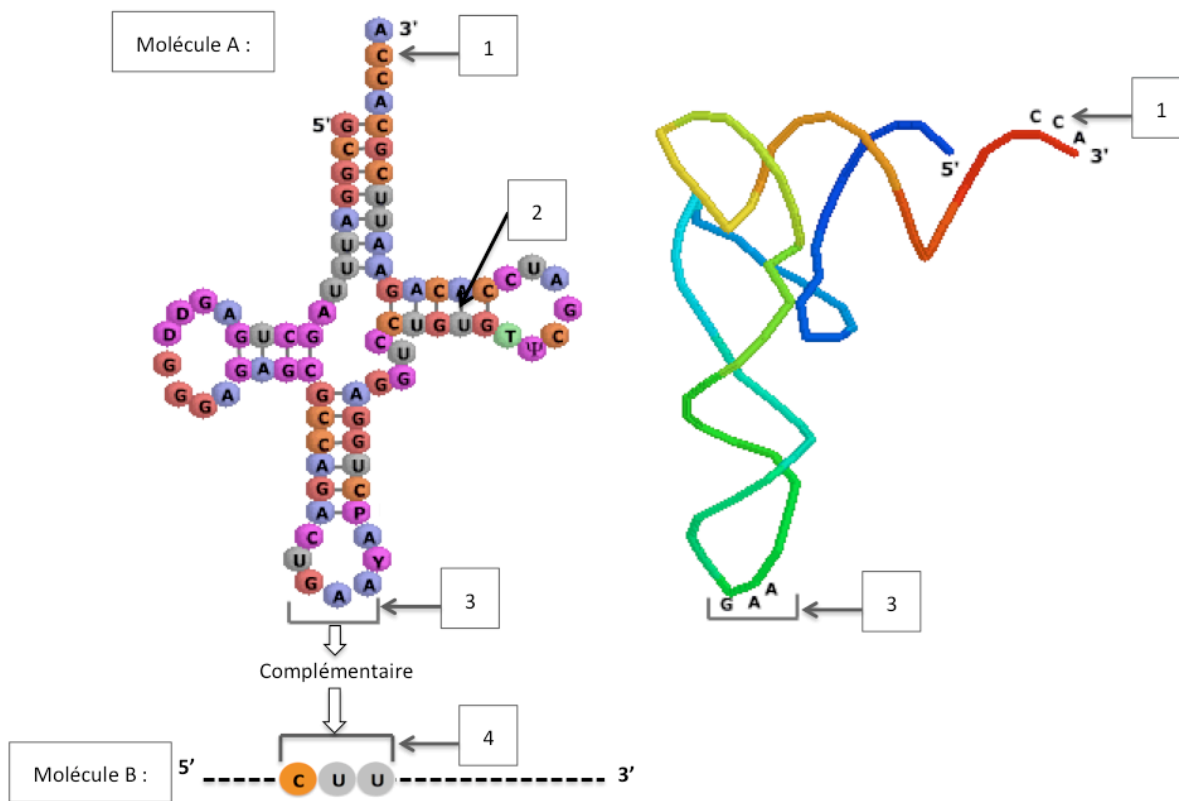 Molécule A :
A 3'
C
1
C
A
5' G C
C G
G C
G U
A U
U A
U A
U
A
2
G A C A C C U A G C Ψ T G U G U C C
U
G
G
G C U G A G D D G G G A G A G C
G A
C G
C G
A U
G C
A P
C A
U Y
G A A
3
Complémentaire
4
Molécule B :
5’ C U U 3’
C C A
1
5' 3'
G A A
3